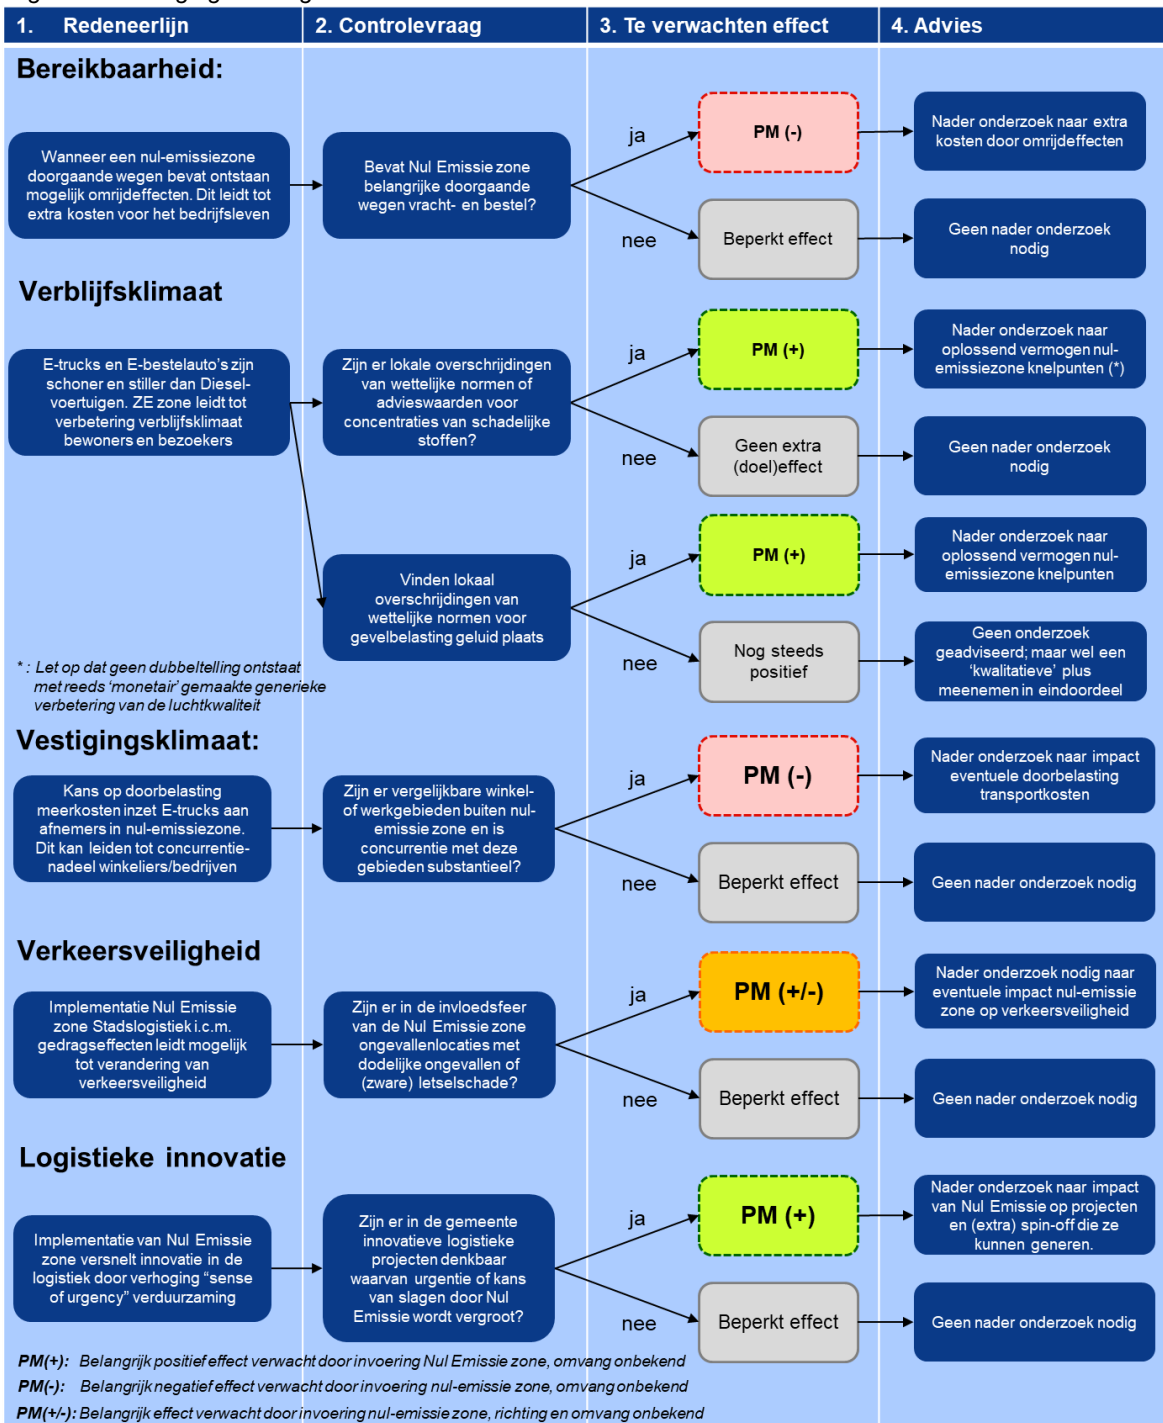 1. Redeneerlijn
2. Controlevraag
3. Te verwachten effect
4. Advies
Bereikbaarheid:
Wanneer een nul-emissiezone
doorgaande wegen bevat ontstaan
mogelijk omrijdeffecten. Dit leidt tot
extra kosten voor het bedrijfsleven
Bevat Nul Emissie zone
belangrijke doorgaande
wegen vracht- en bestel?
ja
PM (-)
Nader onderzoek naar extra
kosten door omrijdeffecten
nee
Beperkt effect
Geen nader onderzoek
nodig
Verblijfsklimaat
E-trucks en E-bestelauto’s zijn
schoner en stiller dan Diesel-
voertuigen. ZE zone leidt tot
verbetering verblijfsklimaat
bewoners en bezoekers
Zijn er lokale overschrijdingen
van wettelijke normen of
advieswaarden voor
concentraties van schadelijke
stoffen?
ja
PM (+)
Nader onderzoek naar
oplossend vermogen nul-
emissiezone knelpunten (*)
nee
Geen extra
(doel)effect
Geen nader onderzoek
nodig
Vinden lokaal
overschrijdingen van
wettelijke normen voor
gevelbelasting geluid plaats
ja
PM (+)
Nader onderzoek naar
oplossend vermogen nul-
emissiezone knelpunten
nee
Nog steeds
positief
Geen onderzoek
geadviseerd; maar wel een
‘kwalitatieve’ plus
meenemen in eindoordeel
* : Let op dat geen dubbeltelling ontstaat
met reeds ‘monetair’ gemaakte generieke
verbetering van de luchtkwaliteit
Vestigingsklimaat:
Kans op doorbelasting
meerkosten inzet E-trucks aan
afnemers in nul-emissiezone.
Dit kan leiden tot concurrentie-
nadeel winkeliers/bedrijven
Zijn er vergelijkbare winkel-
of werkgebieden buiten nul-
emissie zone en is
concurrentie met deze
gebieden substantieel?
ja
PM (-)
Nader onderzoek naar impact
eventuele doorbelasting
transportkosten
nee
Beperkt effect
Geen nader onderzoek nodig
Verkeersveiligheid
Implementatie Nul Emissie
zone Stadslogistiek i.c.m.
gedragseffecten leidt mogelijk
tot verandering van
verkeersveiligheid
Zijn er in de invloedsfeer
van de Nul Emissie zone
ongevallenlocaties met
dodelijke ongevallen of
(zware) letselschade?
ja
PM (+/-)
Nader onderzoek nodig naar
eventuele impact nul-emissie
zone op verkeersveiligheid
nee
Beperkt effect
Geen nader onderzoek nodig
Logistieke innovatie
Implementatie van Nul Emissie
zone versnelt innovatie in de
logistiek door verhoging “sense
of urgency” verduurzaming
Zijn er in de gemeente
innovatieve logistieke
projecten denkbaar
waarvan urgentie of kans
van slagen door Nul
Emissie wordt vergroot?
ja
PM (+)
Nader onderzoek naar impact
van Nul Emissie op projecten
en (extra) spin-off die ze
kunnen generen.
nee
Beperkt effect
Geen nader onderzoek nodig
PM(+): Belangrijk positief effect verwacht door invoering Nul Emissie zone, omvang onbekend
PM(-): Belangrijk negatief effect verwacht door invoering nul-emissie zone, omvang onbekend
PM(+/-): Belangrijk effect verwacht door invoering nul-emissie zone, richting en omvang onbekend